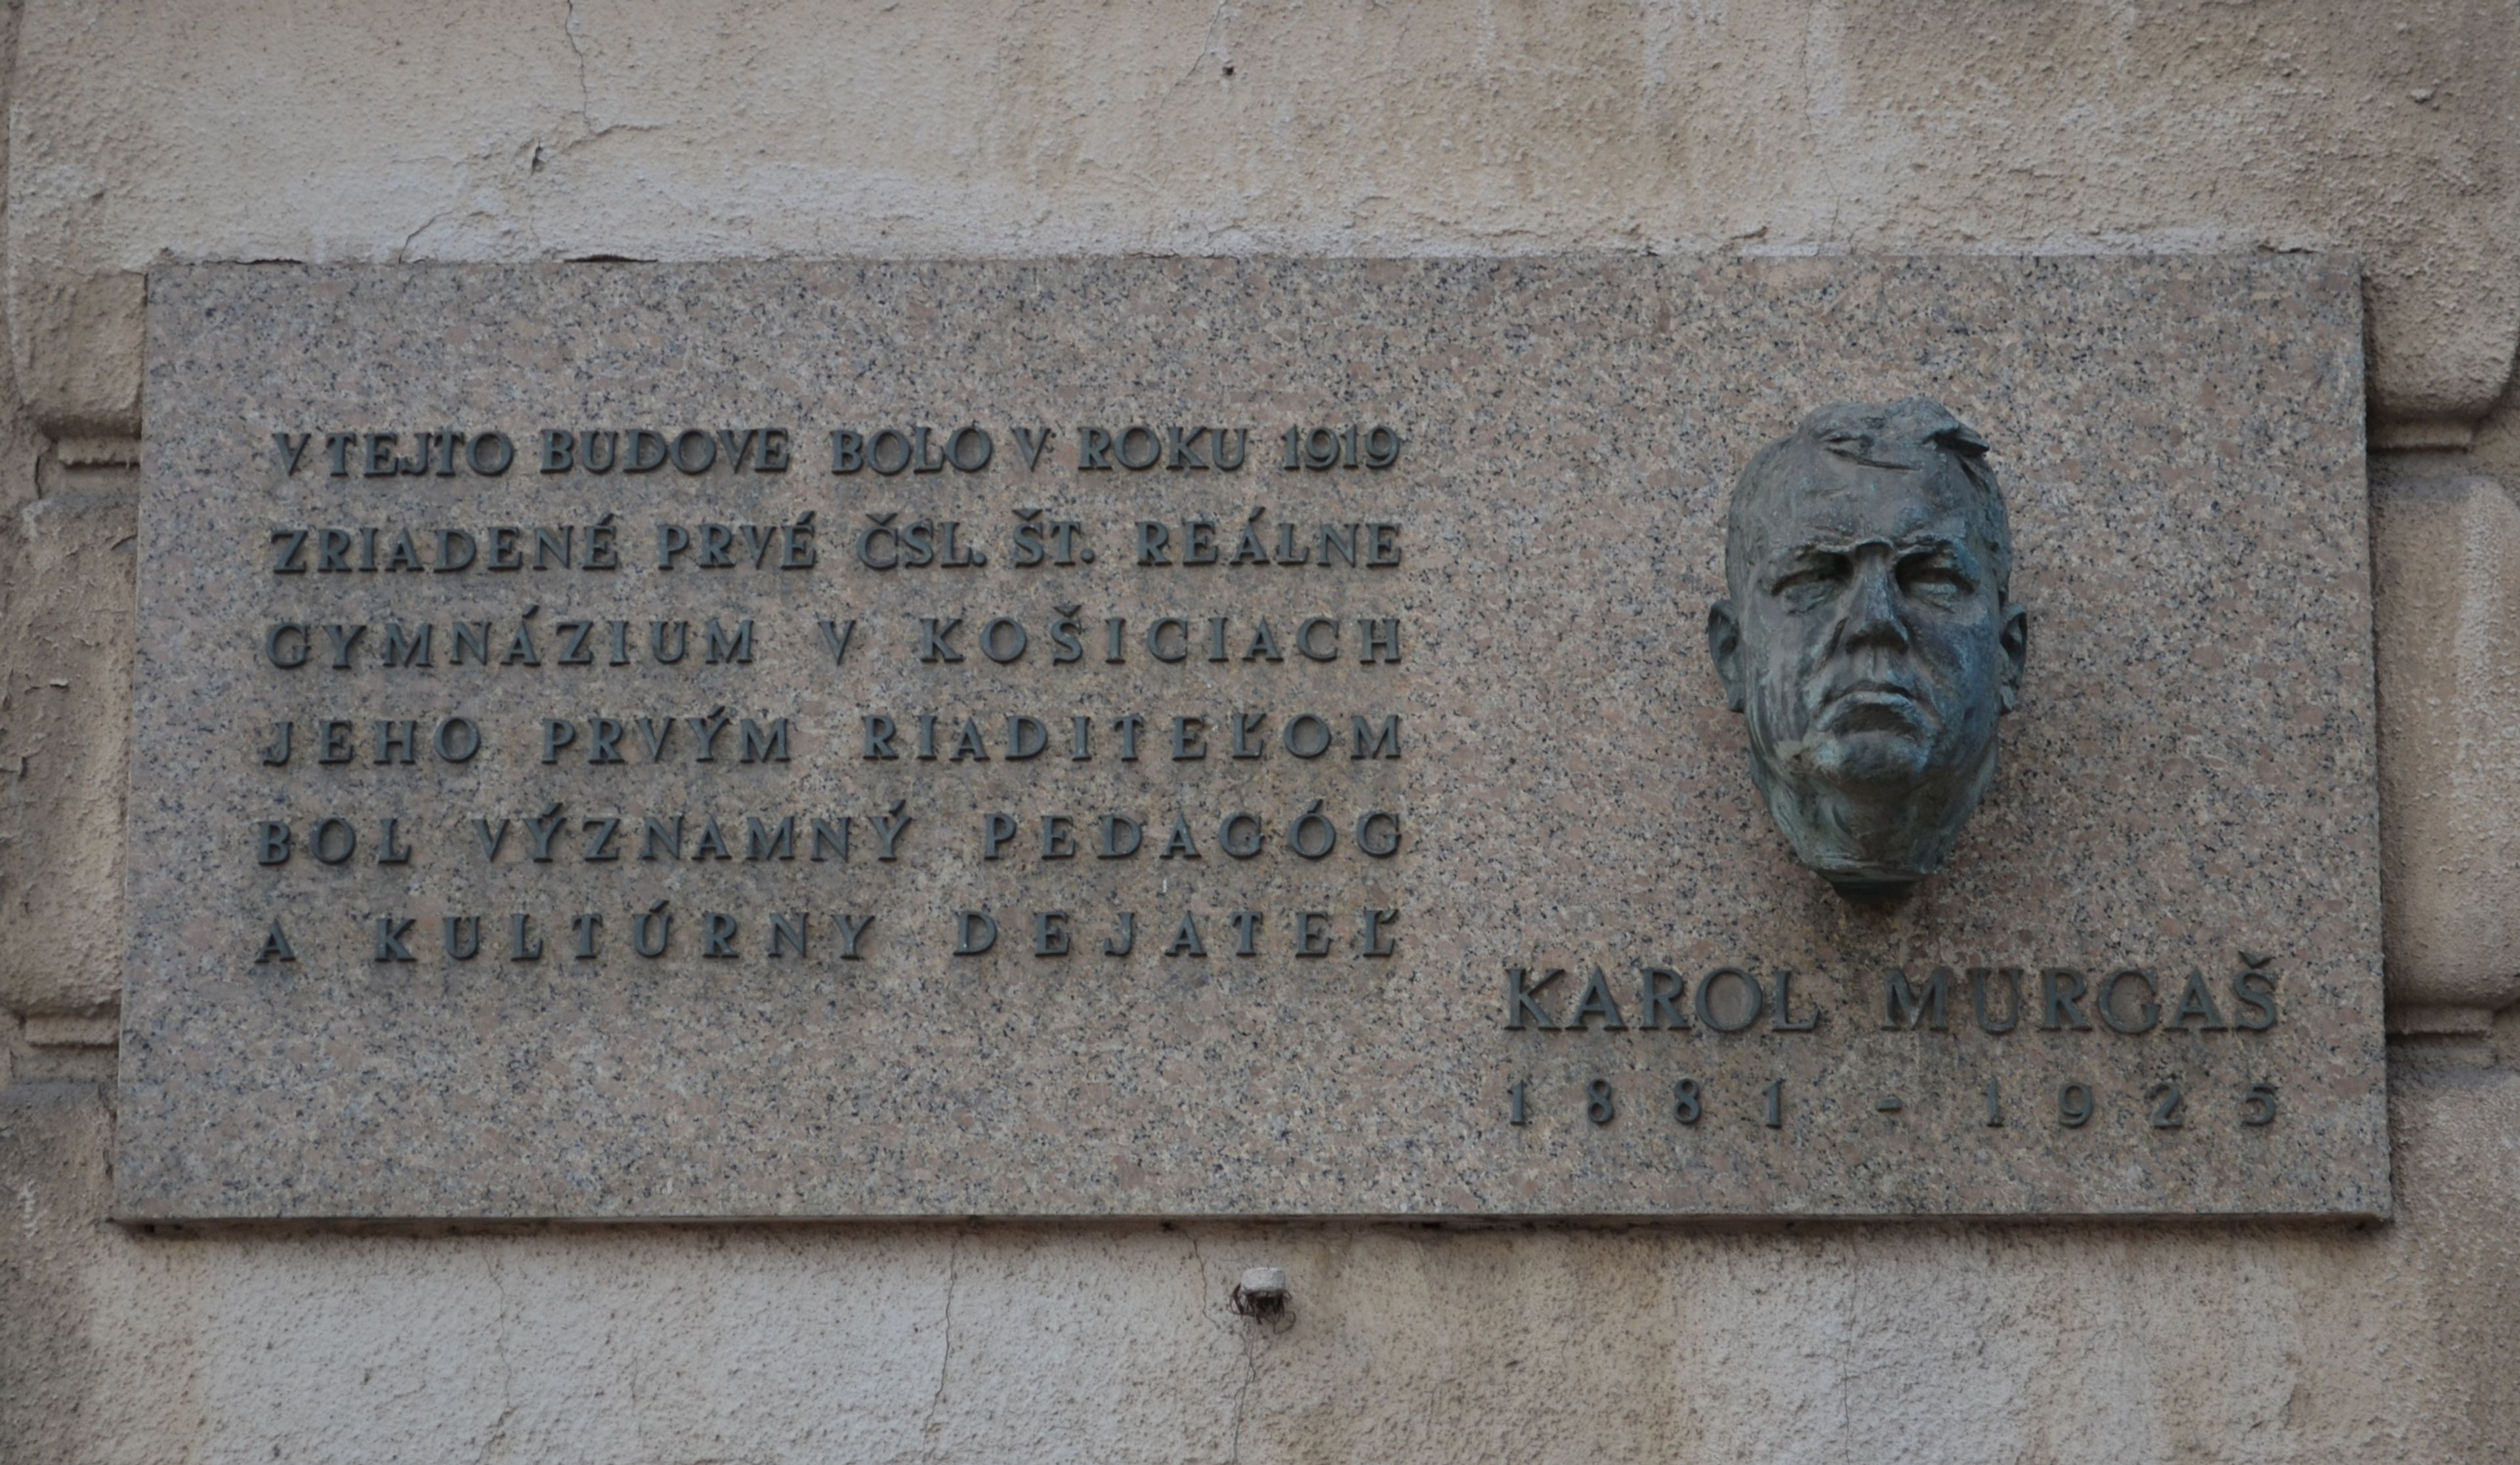 V TEJTO BUDOVE BOLO V ROKU 1919
ZRIADENÉ PRVÉ ČSL. ŠT. REÁLNE
GYMNÁZIUM V KOŠICIACH
JEHO PRVÝM RIADITEĽOM
BOL VÝZNAMNÝ PEDAGÓG
A KULTÚRNY DEJATEĽ
KAROL MURGAŠ
1881 - 1925